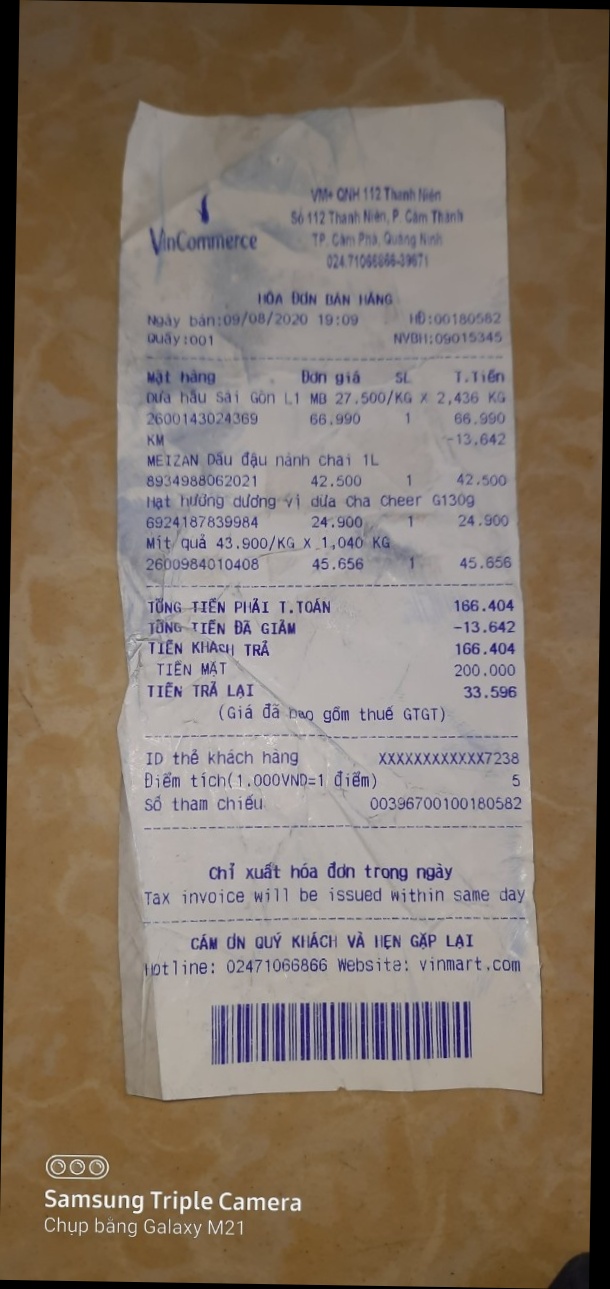 VinCommerce
VM+ QNH 112 Thanh Niên
Số 112 Thanh Niên, P. Cẩm Thành
TP. Cẩm Phả, Quảng Ninh
024.71066866-39671
HÓA ĐƠN BÁN HÀNG
Ngày bán:09/08/2020 19:09 HĐ:00180582
Quầy:001 NVBH:09015345
Mặt hàng Đơn giá SL T.Tiền
Dưa hấu Sài Gòn L1 MB 27.500/KG X 2,436 KG
2600143024369 66.990 1 66.990
KM -13.642
MEIZAN Dầu đậu nành chai 1L
8934988062021 42.500 1 42.500
Hạt hướng dương vị dừa Cha Cheer G130g
6924187839984 24.900 1 24.900
Mít quả 43.900/KG X 1,040 KG
2600984010408 45.656 1 45.656
TỔNG TIỀN PHẢI T.TOÁN 166.404
TỔNG TIỀN ĐÃ GIẢM -13.642
TIỀN KHÁCH TRẢ 166.404
TIỀN MẶT 200.000
TIỀN TRẢ LẠI 33.596
(Giá đã bao gồm thuế GTGT)
ID thẻ khách hàng XXXXXXXXXXXX7238
Điểm tích(1.000VND=1 điểm) 5
Số tham chiếu 00396700100180582
Chỉ xuất hóa đơn trong ngày
Tax invoice will be issued within same day
CẢM ƠN QUÝ KHÁCH VÀ HẸN GẶP LẠI
Hotline: 02471066866 Website: vinmart.com
Samsung Triple Camera
Chụp bằng Galaxy M21